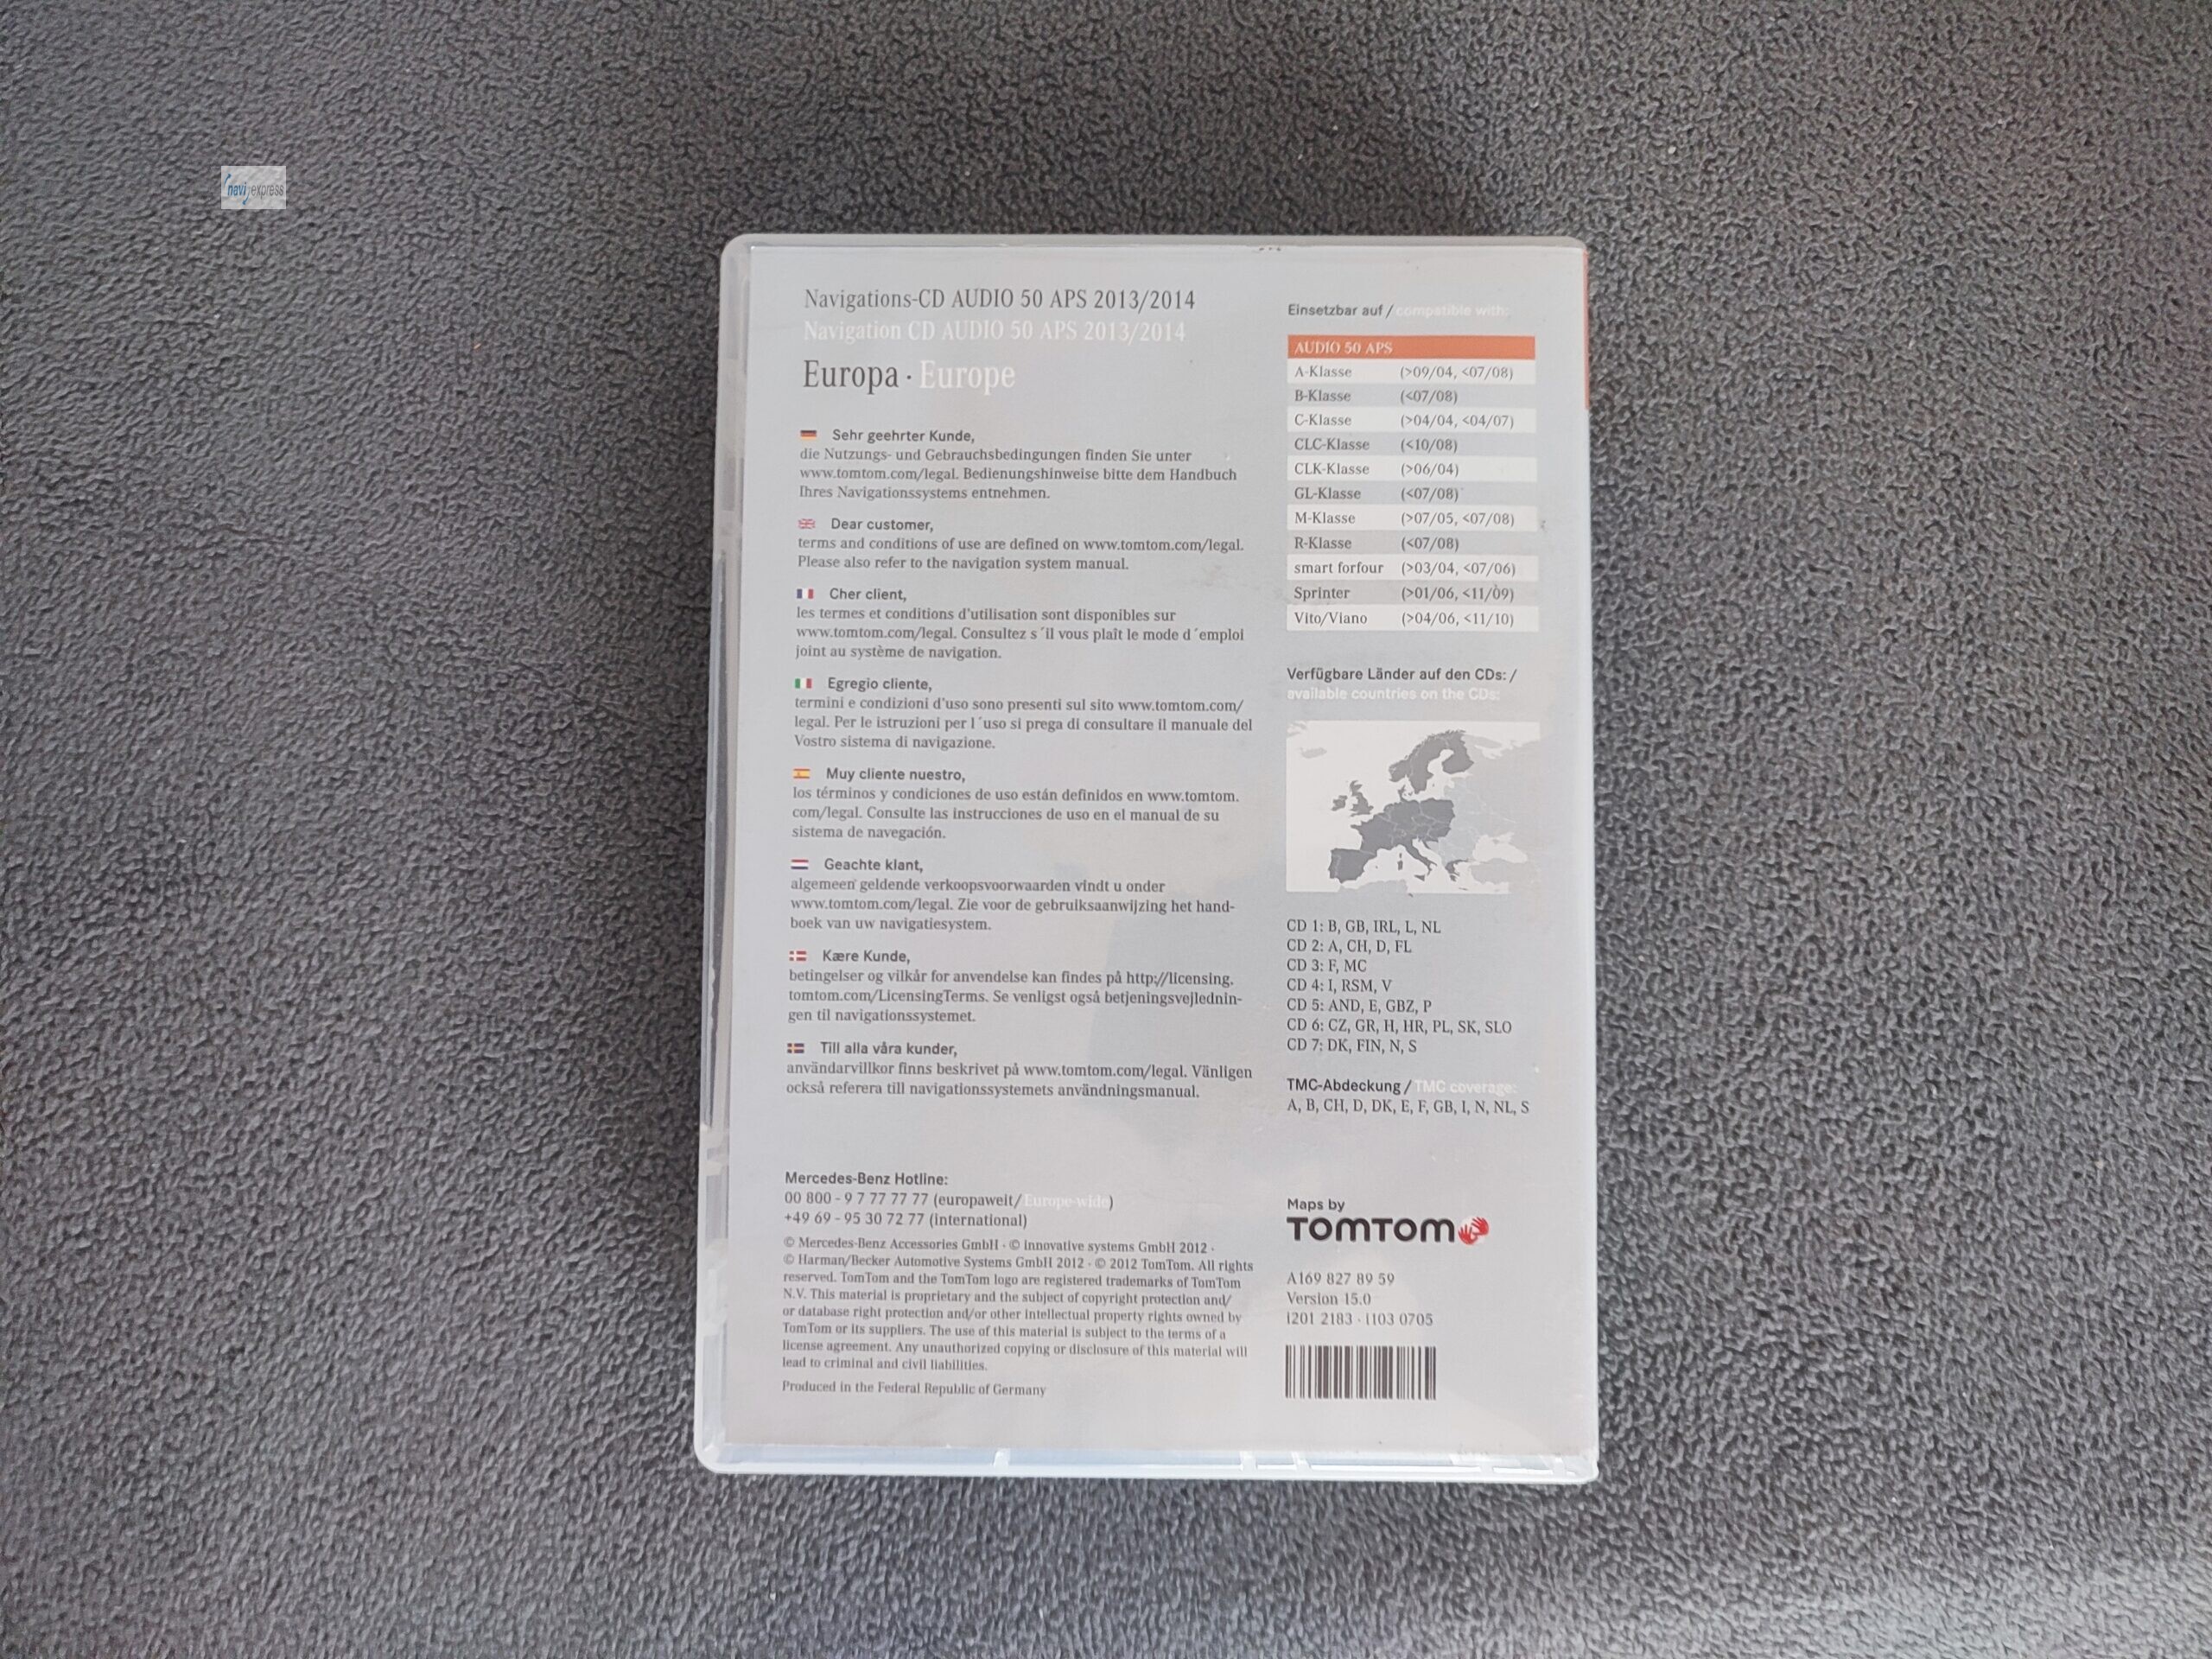 navi express
Navigations-CD AUDIO 50 APS 2013/2014
Navigation CD AUDIO 50 APS 2013/2014
Europa · Europe
Sehr geehrter Kunde,
die Nutzungs- und Gebrauchsbedingungen finden Sie unter
www.tomtom.com/legal. Bedienungshinweise bitte dem Handbuch
Ihres Navigationssystems entnehmen.
Dear customer,
terms and conditions of use are defined on www.tomtom.com/legal.
Please also refer to the navigation system manual.
Cher client,
les termes et conditions d'utilisation sont disponibles sur
www.tomtom.com/legal. Consultez s´il vous plaît le mode d´emploi
joint au système de navigation.
Egregio cliente,
termini e condizioni d'uso sono presenti sul sito www.tomtom.com/
legal. Per le istruzioni per l´uso si prega di consultare il manuale del
Vostro sistema di navigazione.
Muy cliente nuestro,
los términos y condiciones de uso están definidos en www.tomtom.
com/legal. Consulte las instrucciones de uso en el manual de su
sistema de navegación.
Geachte klant,
algemeen geldende verkoopsvoorwaarden vindt u onder
www.tomtom.com/legal. Zie voor de gebruiksaanwijzing het hand-
boek van uw navigatiesystem.
Kære Kunde,
betingelser og vilkår for anvendelse kan findes på http://licensing.
tomtom.com/LicensingTerms. Se venligst også betjeningsvejlednin-
gen til navigationssystemet.
Till alla våra kunder,
användarvillkor finns beskrivet på www.tomtom.com/legal. Vänligen
också referera till navigationssystemets användningsmanual.
Mercedes-Benz Hotline:
00 800 - 9 7 77 77 77 (europaweit/Europe-wide)
+49 69 - 95 30 72 77 (international)
© Mercedes-Benz Accessories GmbH · © innovative systems GmbH 2012 ·
© Harman/Becker Automotive Systems GmbH 2012 · © 2012 TomTom. All rights
reserved. TomTom and the TomTom logo are registered trademarks of TomTom
N.V. This material is proprietary and the subject of copyright protection and/
or database right protection and/or other intellectual property rights owned by
TomTom or its suppliers. The use of this material is subject to the terms of a
license agreement. Any unauthorized copying or disclosure of this material will
lead to criminal and civil liabilities.
Produced in the Federal Republic of Germany
Einsetzbar auf / compatible with:
AUDIO 50 APS
A-Klasse (>09/04, <07/08)
B-Klasse (<07/08)
C-Klasse (>04/04, <04/07)
CLC-Klasse (<10/08)
CLK-Klasse (>06/04)
GL-Klasse (<07/08)
M-Klasse (>07/05, <07/08)
R-Klasse (<07/08)
smart forfour (>03/04, <07/06)
Sprinter (>01/06, <11/09)
Vito/Viano (>04/06, <11/10)
Verfügbare Länder auf den CDs: /
available countries on the CDs:
CD 1: B, GB, IRL, L, NL
CD 2: A, CH, D, FL
CD 3: F, MC
CD 4: I, RSM, V
CD 5: AND, E, GBZ, P
CD 6: CZ, GR, H, HR, PL, SK, SLO
CD 7: DK, FIN, N, S
TMC-Abdeckung / TMC coverage:
A, B, CH, D, DK, E, F, GB, I, N, NL, S
Maps by
TOMTOM
A169 827 89 59
Version 15.0
i201 2183 · i103 0705